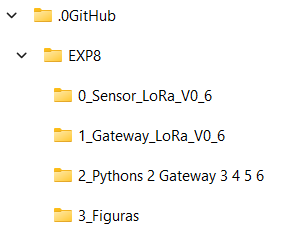 .0GitHub
EXP8
0_Sensor_LoRa_V0_6
1_Gateway_LoRa_V0_6
2_Pythons 2 Gateway 3 4 5 6
3_Figuras